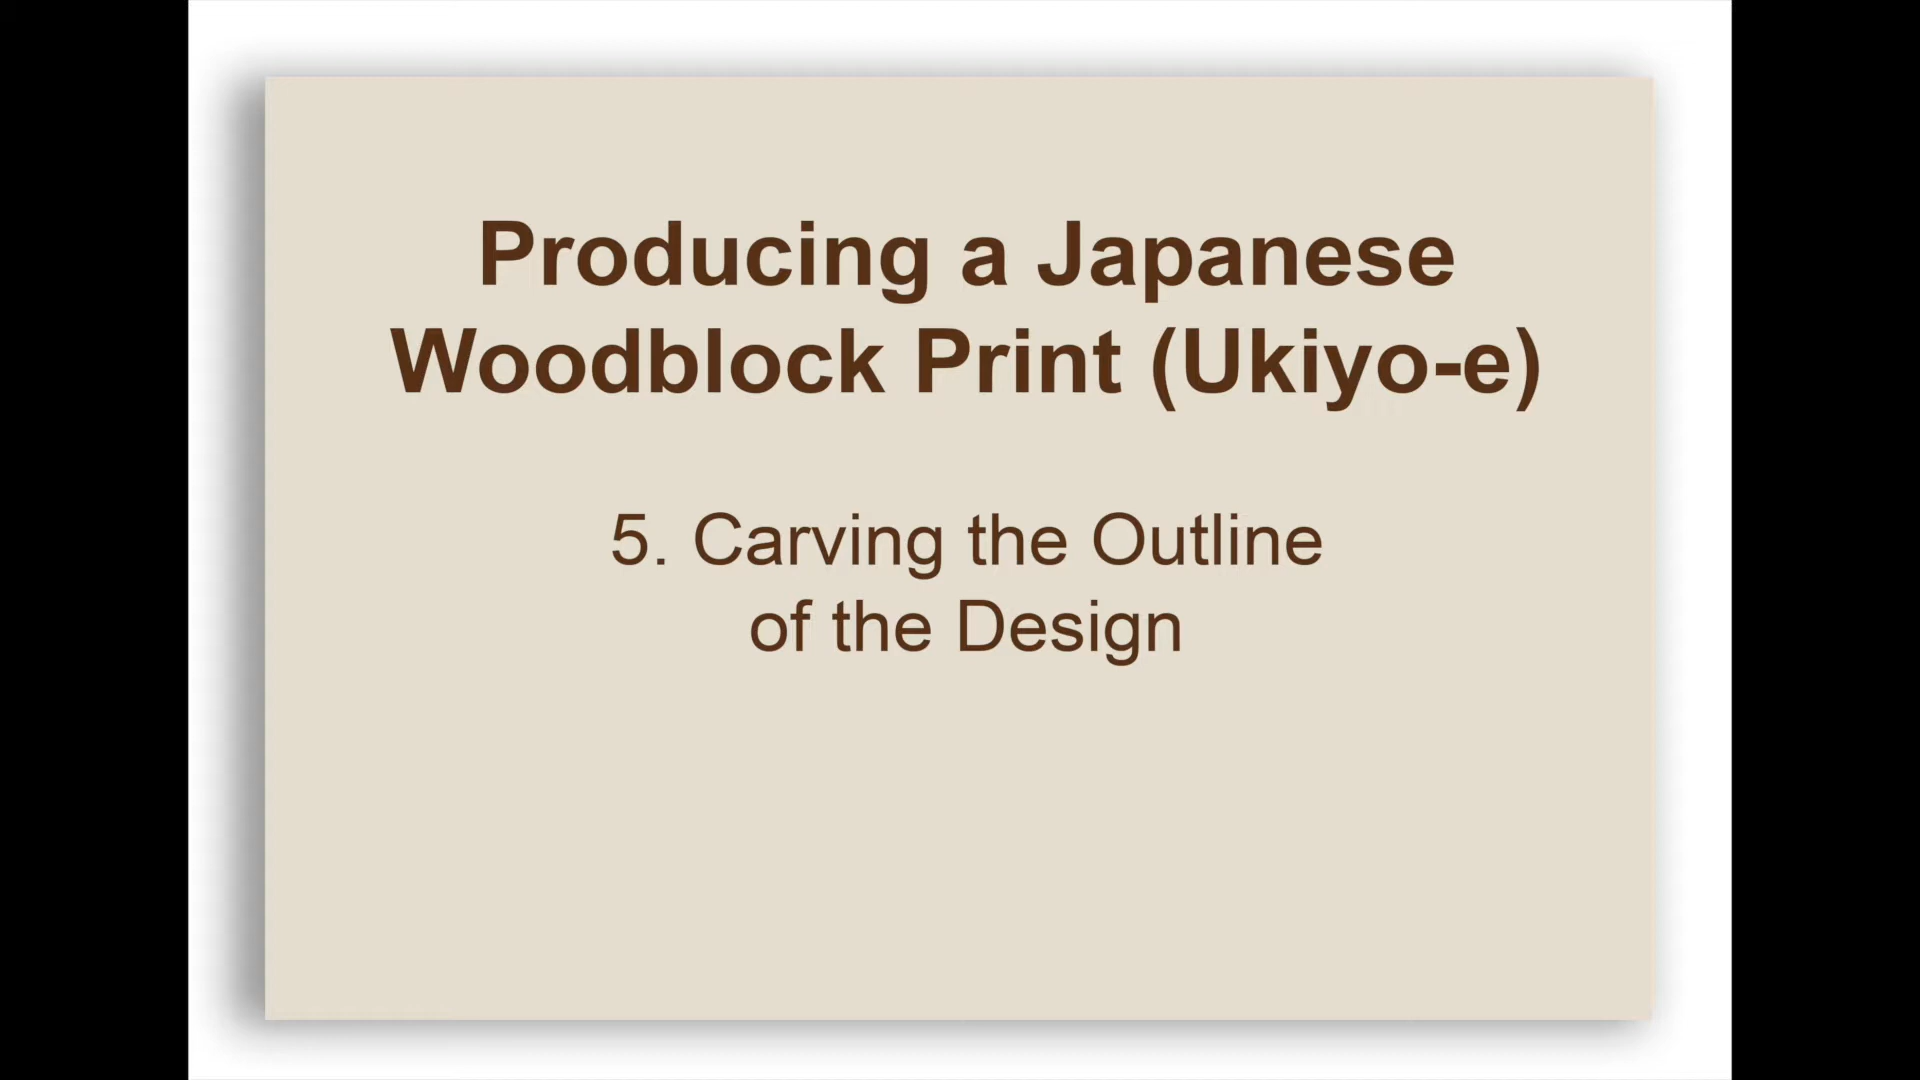 Producing a Japanese
Woodblock Print (Ukiyo-e)
5. Carving the Outline
of the Design